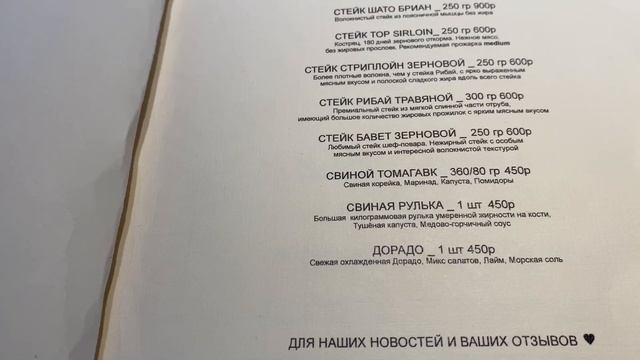 СТЕЙК ШАТО БРИАН _ 250 гр 900р
Волокнистый стейк из поясничной мышцы без жира
СТЕЙК TOP SIRLOIN_ 250 гр 600р
Кострец, 180 дней зернового откорма. Нежное мясо,
без жировых прослоек. Рекомендуемая прожарка medium
СТЕЙК СТРИПЛОЙН ЗЕРНОВОЙ _ 250 гр 600р
Более плотные волокна, чем у стейка Рибай, с ярко выраженным
мясным вкусом и полоской сладкого жира вдоль всего стейка
СТЕЙК РИБАЙ ТРАВЯНОЙ _ 300 гр 600р
Премиальный стейк из мягкой спинной части отруба,
имеющий большое количество жировых прожилок с ярким мясным вкусом
СТЕЙК БАВЕТ ЗЕРНОВОЙ _ 250 гр 600р
Любимый стейк шеф-повара. Нежирный стейк с особым
мясным вкусом и интересной волокнистой текстурой
СВИНОЙ ТОМАГАВК _ 360/80 гр 450р
Свиная корейка, Маринад, Капуста, Помидоры
СВИНАЯ РУЛЬКА _ 1 шт 450р
Большая килограммовая рулька умеренной жирности на кости,
Тушёная капуста, Медово-горчичный соус
ДОРАДО _ 1 шт 450р
Свежая охлажденная Дорадо, Микс салатов, Лайм, Морская соль
ДЛЯ НАШИХ НОВОСТЕЙ И ВАШИХ ОТЗЫВОВ ♥